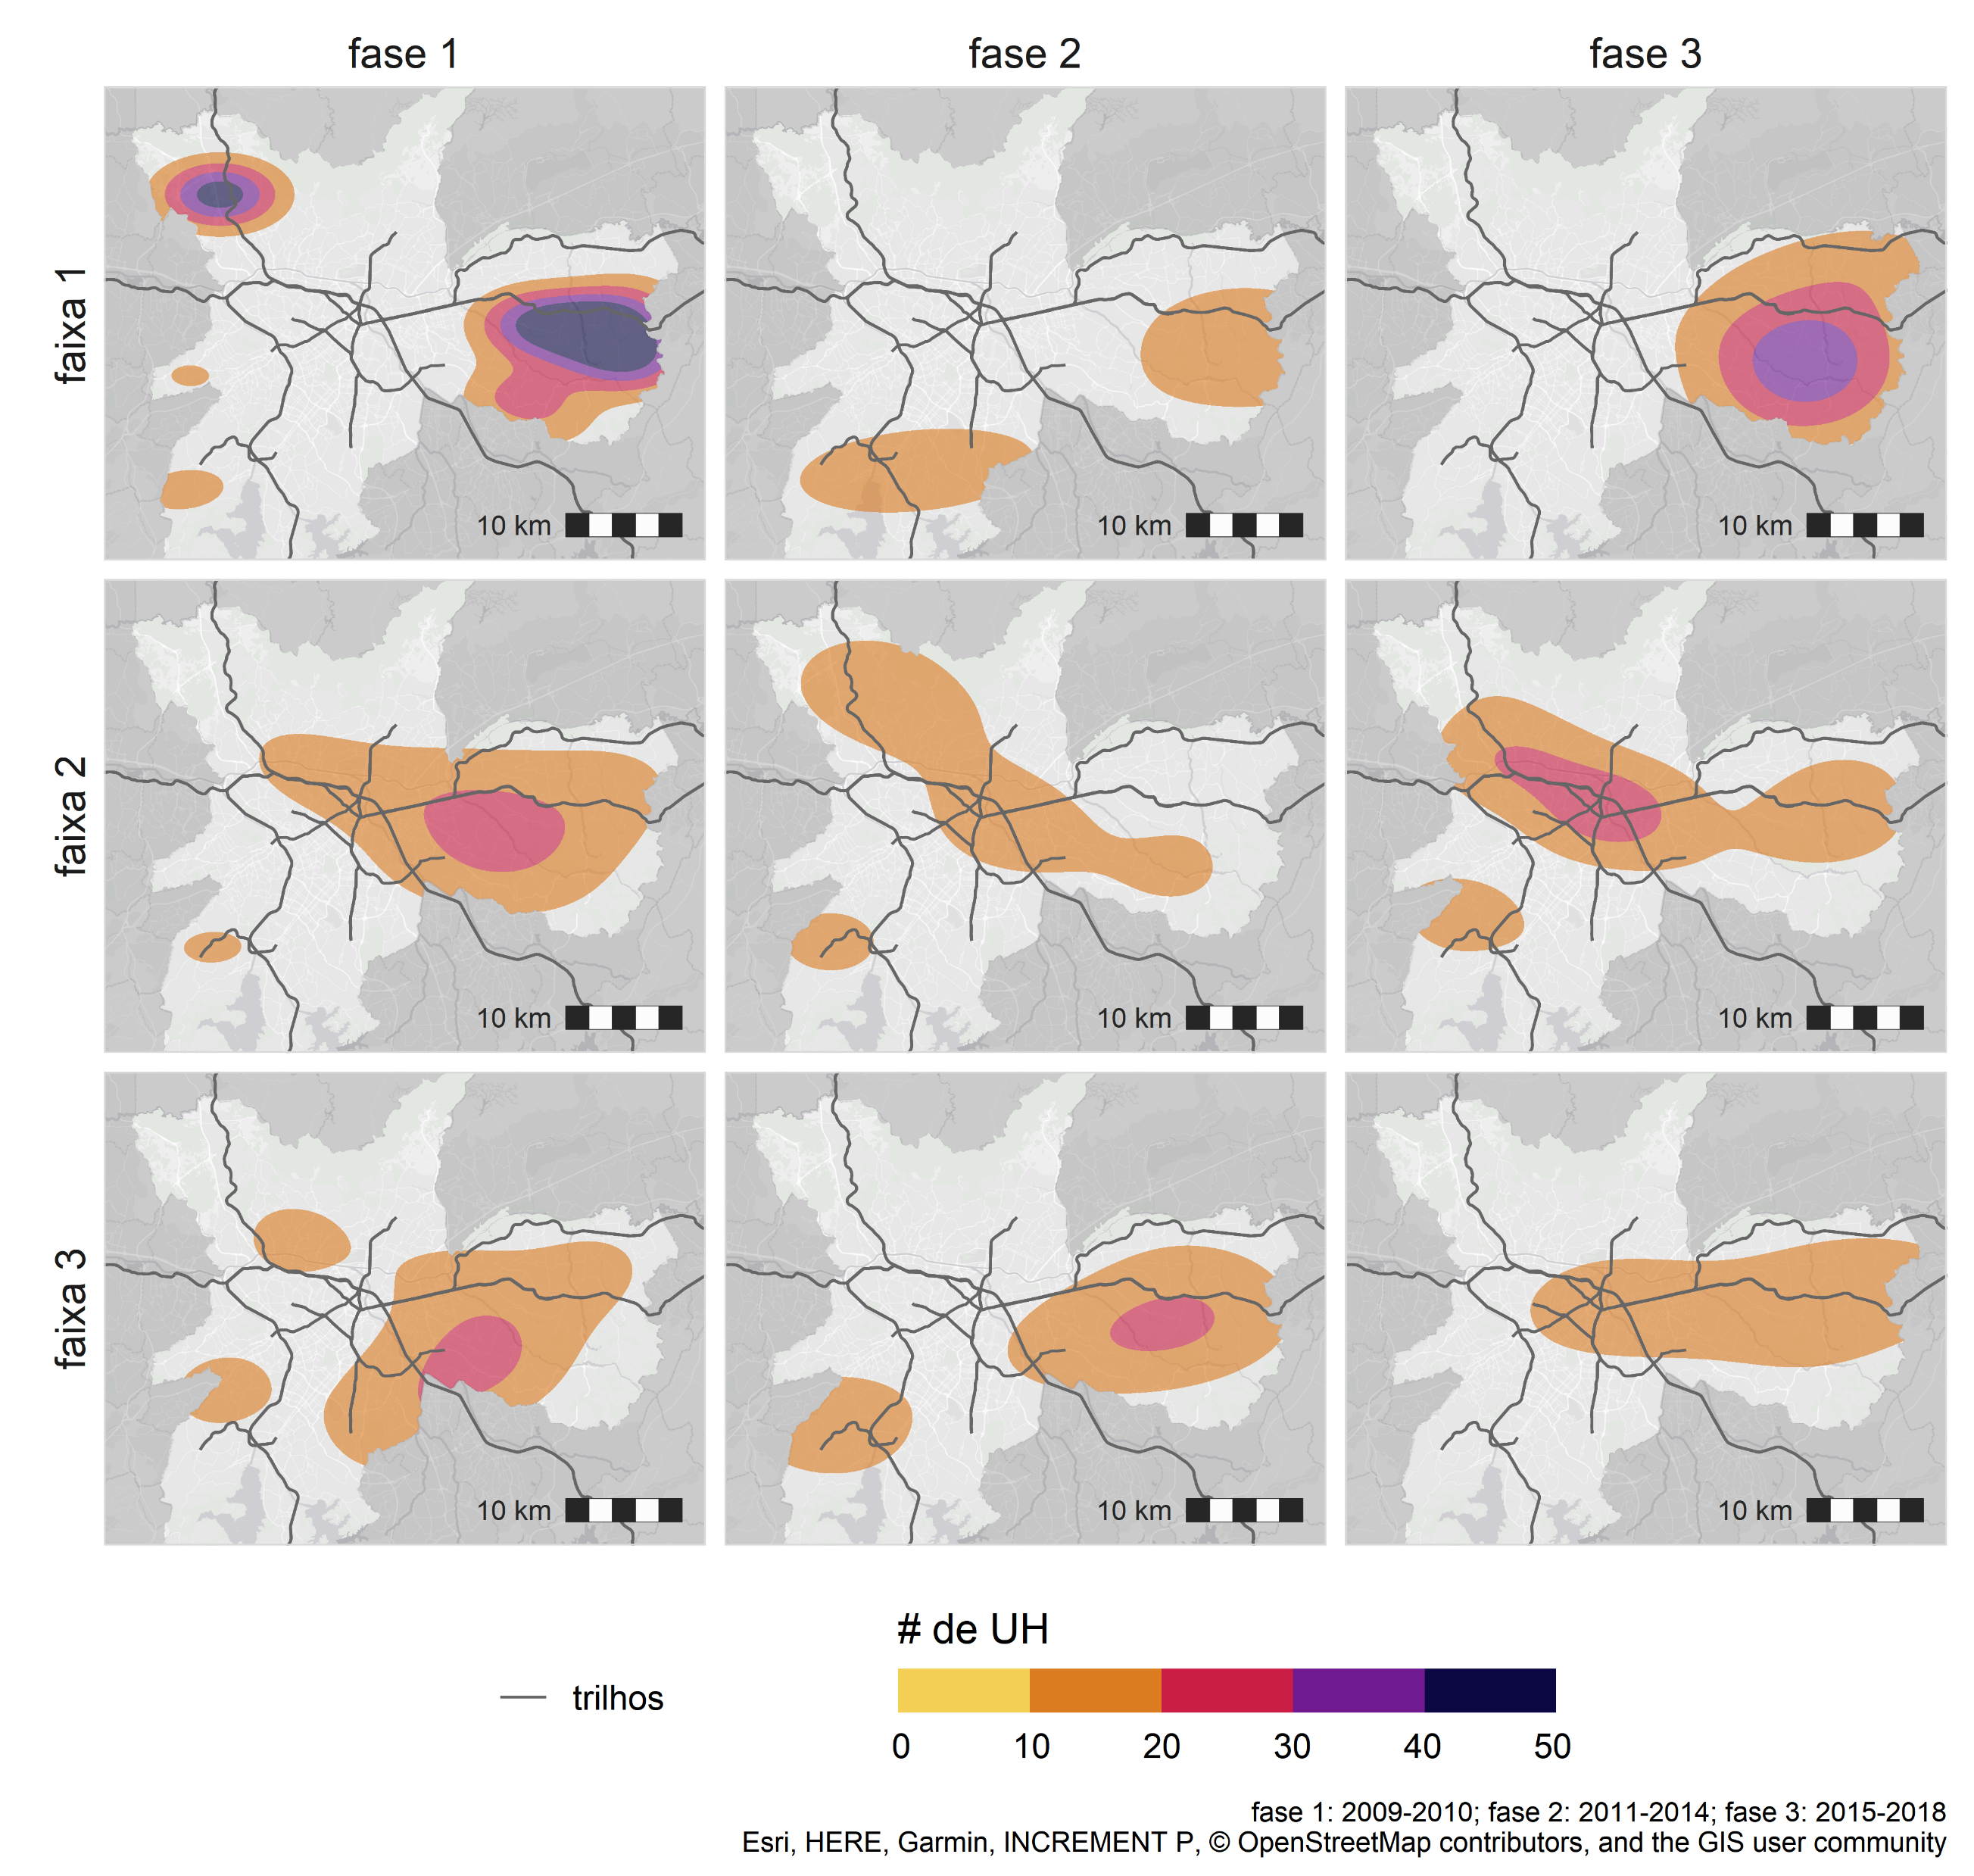 fase 1
fase 2
fase 3
faixa 1
10 km
10 km
10 km
faixa 2
10 km
10 km
10 km
faixa 3
10 km
10 km
10 km
# de UH
trilhos
0 10 20 30 40 50
fase 1: 2009-2010; fase 2: 2011-2014; fase 3: 2015-2018
Esri, HERE, Garmin, INCREMENT P, © OpenStreetMap contributors, and the GIS user community